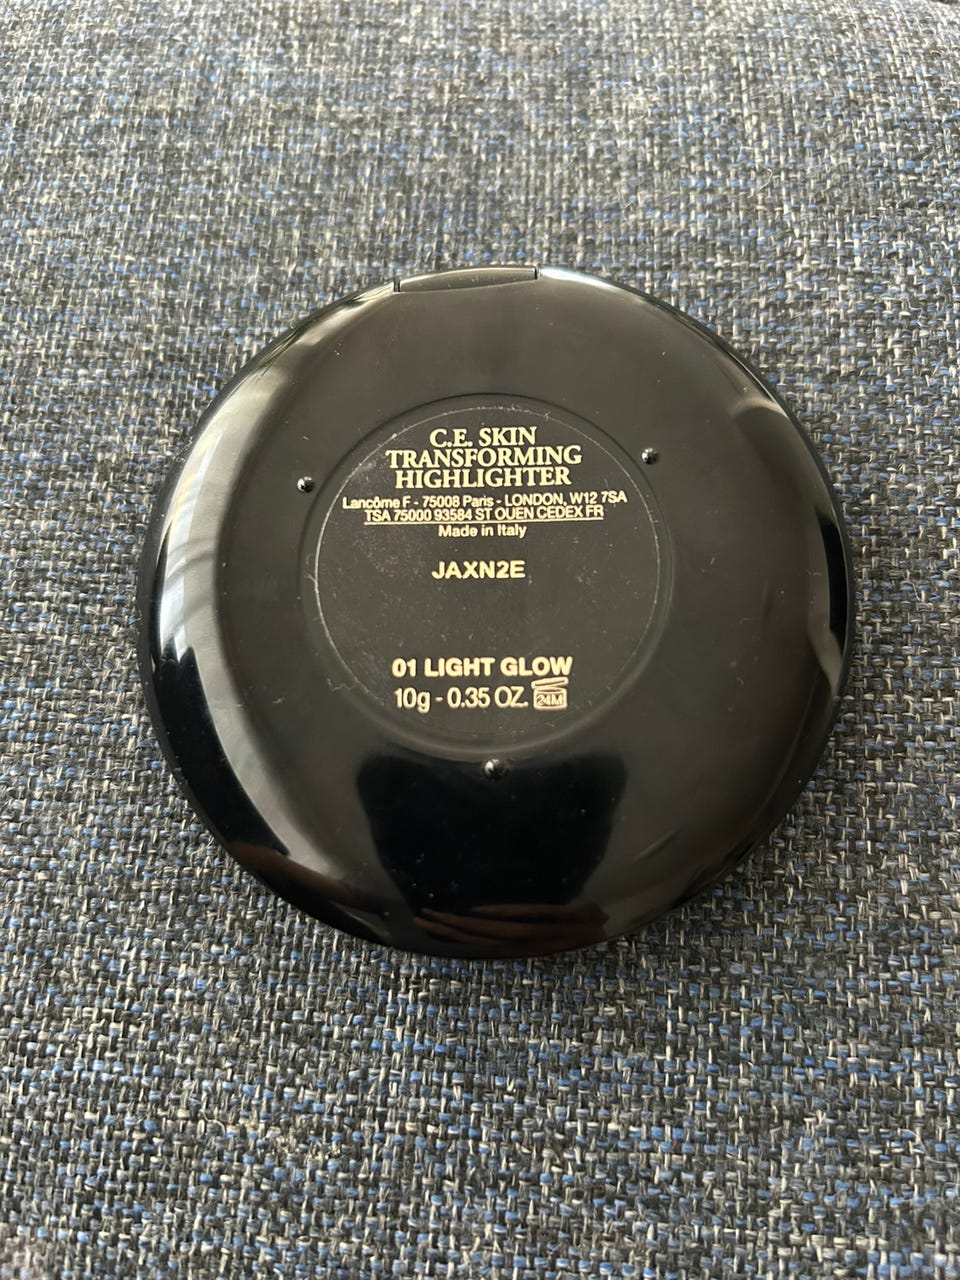 C.E. SKIN
TRANSFORMING
HIGHLIGHTER
Lancôme F - 75008 Paris - LONDON, W12 7SA
TSA 75000 93584 ST OUEN CEDEX FR
Made in Italy
JAXN2E
01 LIGHT GLOW
10g - 0.35 OZ. 24M